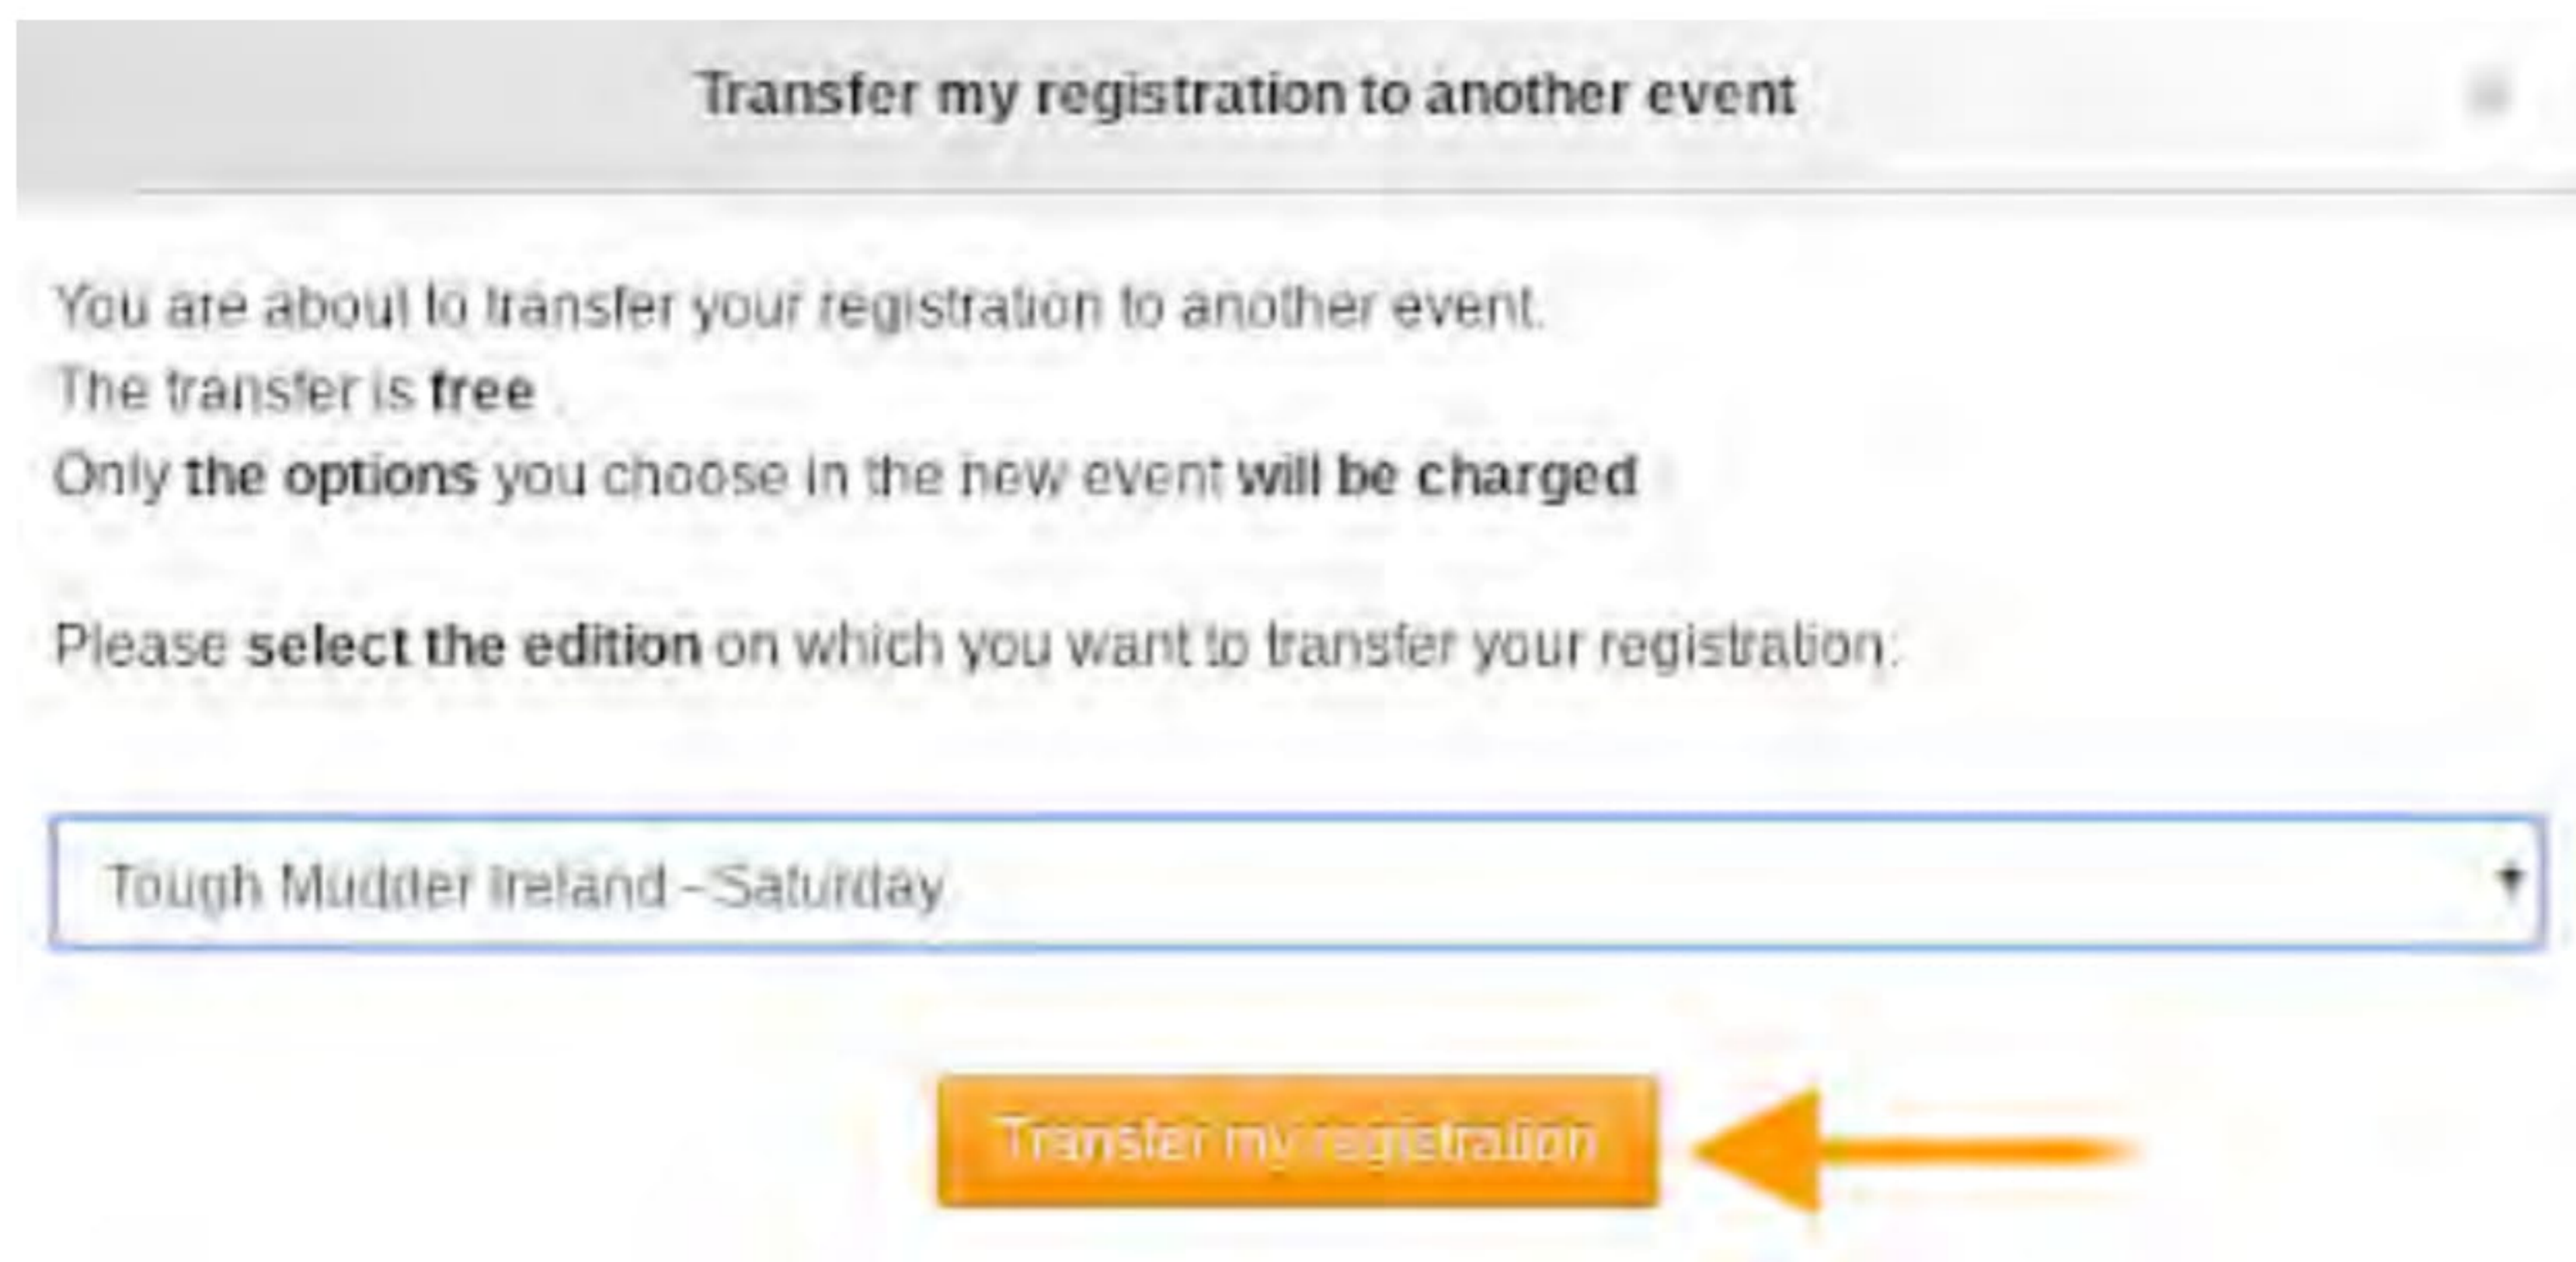 Transfer my registration to another event
You are about to transfer your registration to another event.
The transfer is free .
Only the options you choose in the new event will be charged
Please select the edition on which you want to transfer your registration:
Tough Mudder Ireland - Saturday
Transfer my registration